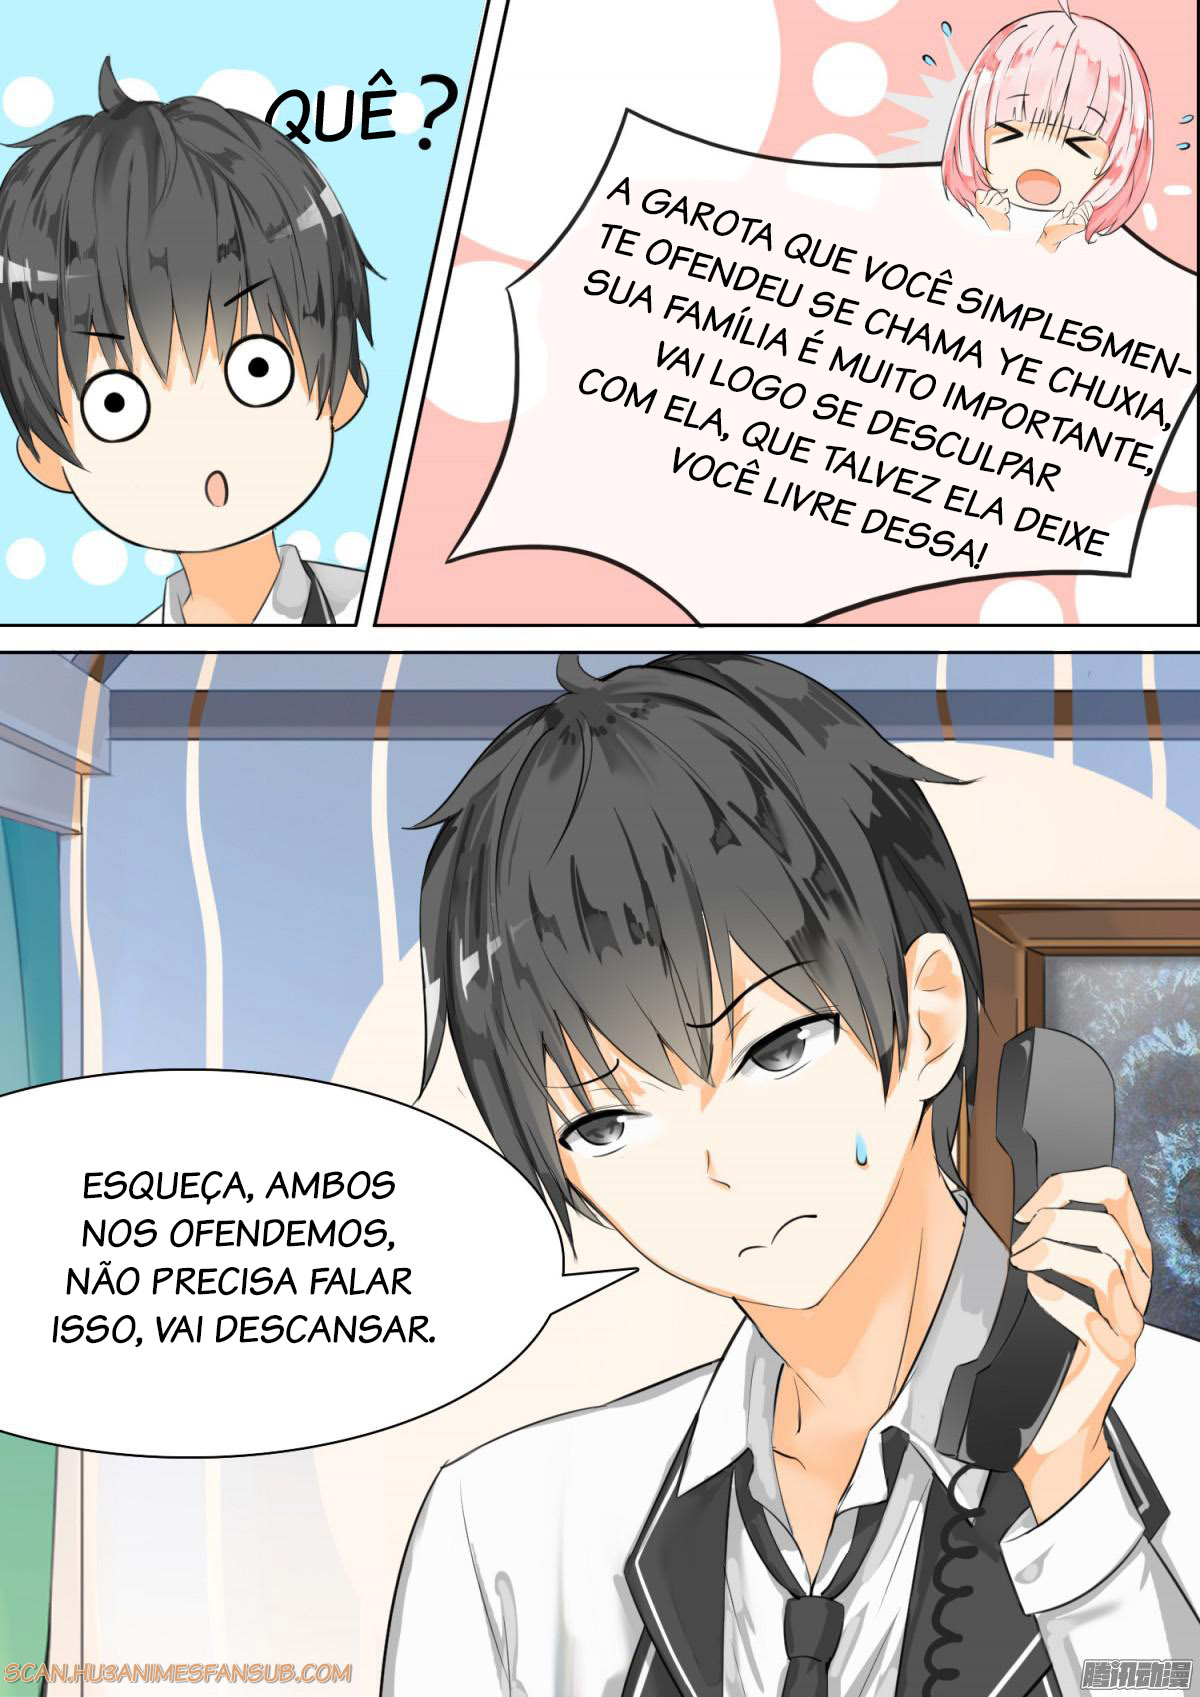 QUÊ?
A GAROTA QUE VOCÊ SIMPLESMEN-
TE OFENDEU SE CHAMA YE CHUXIA,
SUA FAMÍLIA É MUITO IMPORTANTE,
VAI LOGO SE DESCULPAR
COM ELA, QUE TALVEZ ELA DEIXE
VOCÊ LIVRE DESSA!
ESQUEÇA, AMBOS
NOS OFENDEMOS,
NÃO PRECISA FALAR
ISSO, VAI DESCANSAR.
SCAN.HU3ANIMESFANSUB.COM
腾讯动漫